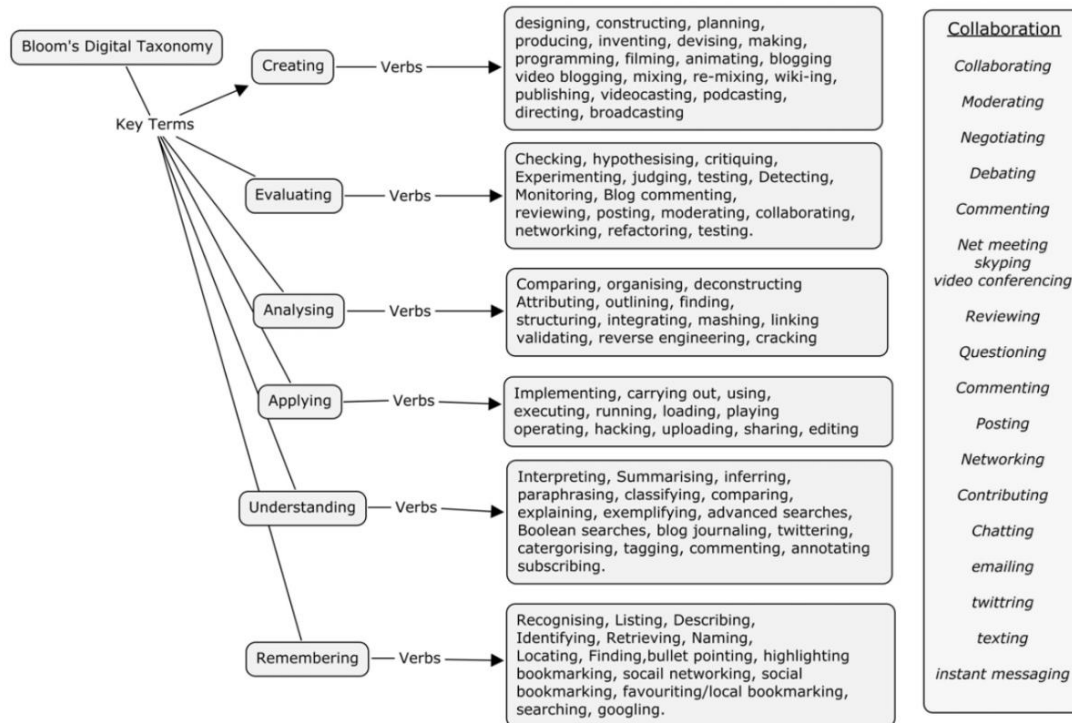 Bloom's Digital Taxonomy
Key Terms
Creating
Verbs
designing, constructing, planning,
producing, inventing, devising, making,
programming, filming, animating, blogging
video blogging, mixing, re-mixing, wiki-ing,
publishing, videocasting, podcasting,
directing, broadcasting
Evaluating
Verbs
Checking, hypothesising, critiquing,
Experimenting, judging, testing, Detecting,
Monitoring, Blog commenting,
reviewing, posting, moderating, collaborating,
networking, refactoring, testing.
Analysing
Verbs
Comparing, organising, deconstructing
Attributing, outlining, finding,
structuring, integrating, mashing, linking
validating, reverse engineering, cracking
Applying
Verbs
Implementing, carrying out, using,
executing, running, loading, playing
operating, hacking, uploading, sharing, editing
Understanding
Verbs
Interpreting, Summarising, inferring,
paraphrasing, classifying, comparing,
explaining, exemplifying, advanced searches,
Boolean searches, blog journaling, twittering,
catergorising, tagging, commenting, annotating
subscribing.
Remembering
Verbs
Recognising, Listing, Describing,
Identifying, Retrieving, Naming,
Locating, Finding,bullet pointing, highlighting
bookmarking, socail networking, social
bookmarking, favouriting/local bookmarking,
searching, googling.
Collaboration
Collaborating
Moderating
Negotiating
Debating
Commenting
Net meeting
skyping
video conferencing
Reviewing
Questioning
Commenting
Posting
Networking
Contributing
Chatting
emailing
twittring
texting
instant messaging